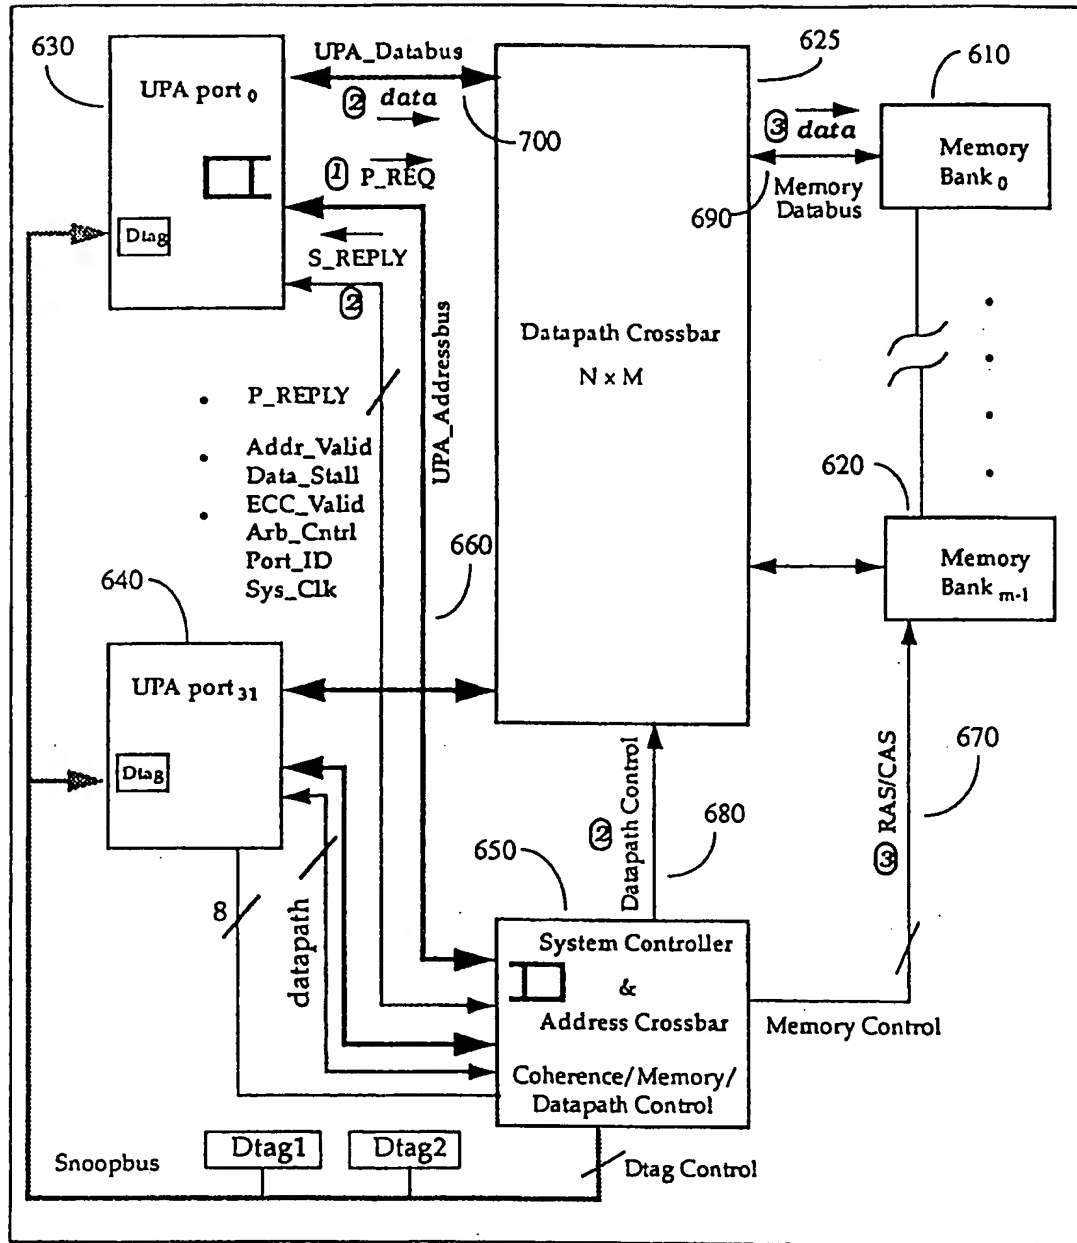 630
UPA port 0
UPA_Databus
2 data
700
1 P_REQ
Dtag
S_REPLY
2
625
610
3 data
Memory Bank0
690
Memory Databus
Datapath Crossbar
N x M
P_REPLY
Addr_Valid
Data_Stall
ECC_Valid
Arb_Cntrl
Port_ID
Sys_Clk
UPA_Addressbus
660
620
Memory Bank m-1
640
UPA port 31
Dtag
8
datapath
2 Datapath Control
680
650
3 RAS/CAS
670
System Controller
&
Address Crossbar
Coherence/Memory/
Datapath Control
Memory Control
Snoopbus
Dtag1
Dtag2
Dtag Control